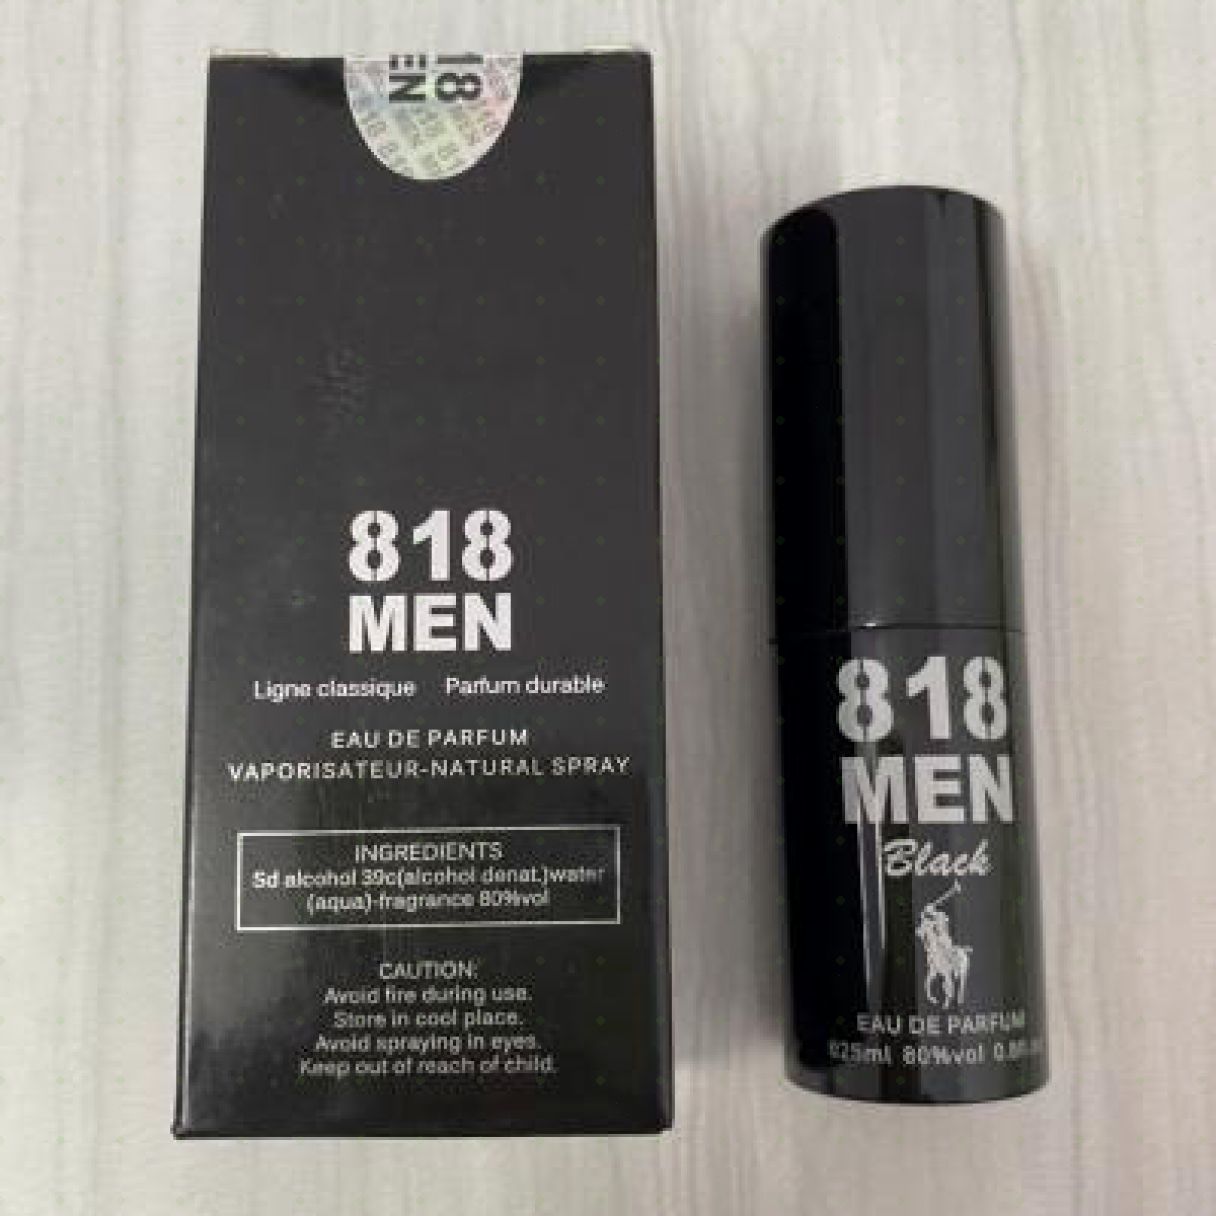 18
EN
818
MEN
Ligne classique Parfum durable
EAU DE PARFUM
VAPORISATEUR-NATURAL SPRAY
INGREDIENTS
Sd alcohol 39c(alcohol denat.)water
(aqua)-fragrance 80%vol
CAUTION:
Avoid fire during use.
Store in cool place.
Avoid spraying in eyes.
Keep out of reach of child.
818
MEN
Black
EAU DE PARFUM
25ml 80%vol